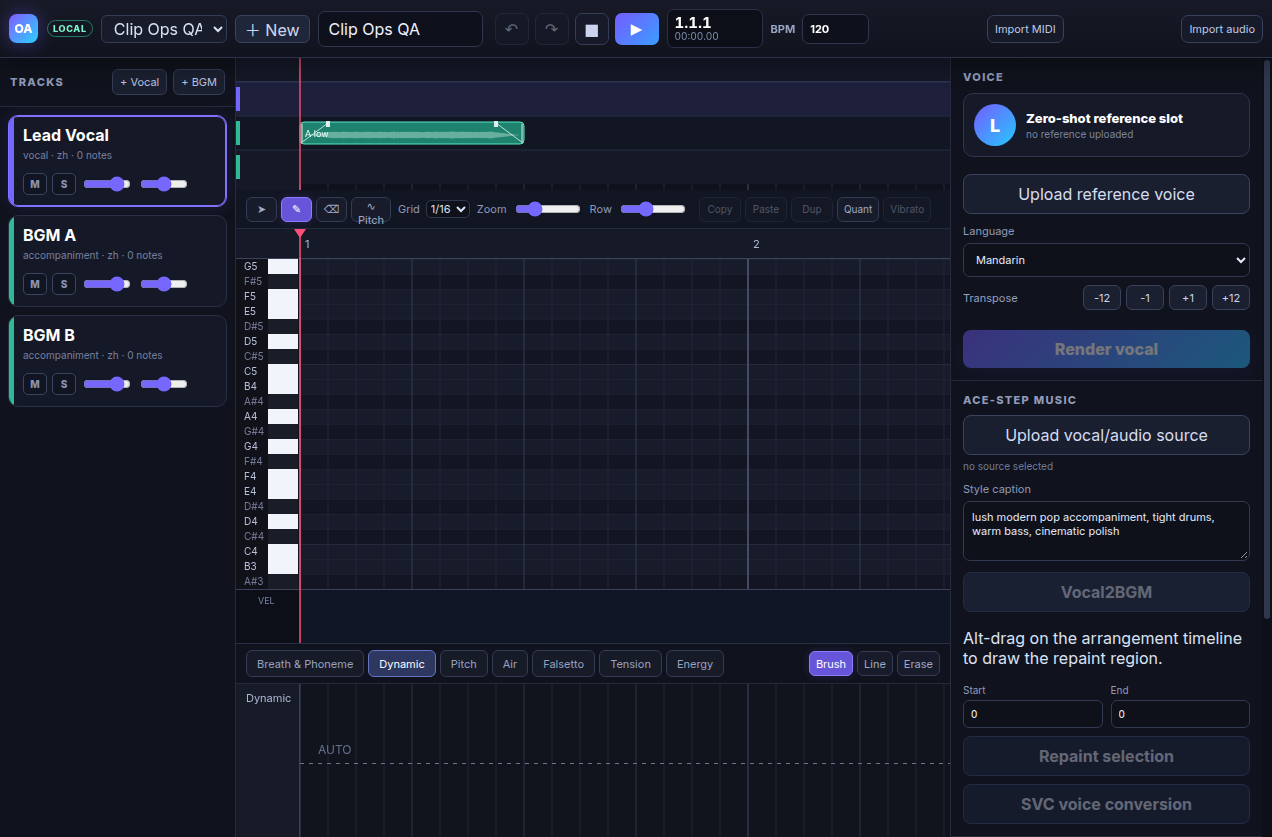 OA
LOCAL
Clip Ops QA
+ New
Clip Ops QA
1.1.1
00:00.00
BPM
120
Import MIDI
Import audio
TRACKS
+ Vocal
+ BGM
Lead Vocal
vocal · zh · 0 notes
M
S
BGM A
accompaniment · zh · 0 notes
M
S
BGM B
accompaniment · zh · 0 notes
M
S
A low
Pitch
Grid
1/16
Zoom
Row
Copy
Paste
Dup
Quant
Vibrato
1
2
G5
F#5
F5
E5
D#5
D5
C#5
C5
B4
A#4
A4
G#4
G4
F#4
F4
E4
D#4
D4
C#4
C4
B3
A#3
VEL
Breath & Phoneme
Dynamic
Pitch
Air
Falsetto
Tension
Energy
Brush
Line
Erase
Dynamic
AUTO
VOICE
L
Zero-shot reference slot
no reference uploaded
Upload reference voice
Language
Mandarin
Transpose
-12
-1
+1
+12
Render vocal
ACE-STEP MUSIC
Upload vocal/audio source
no source selected
Style caption
lush modern pop accompaniment, tight drums,
warm bass, cinematic polish
Vocal2BGM
Alt-drag on the arrangement timeline
to draw the repaint region.
Start
End
0
0
Repaint selection
SVC voice conversion